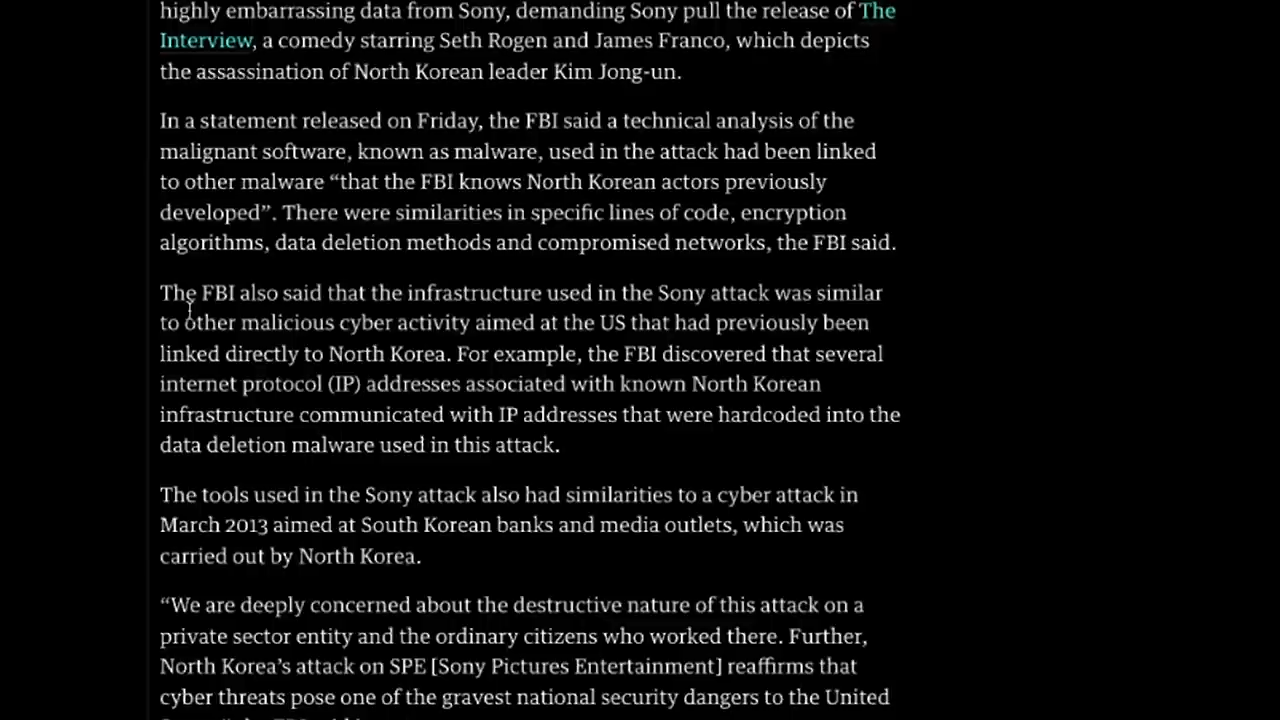 highly embarrassing data from Sony, demanding Sony pull the release of The
Interview, a comedy starring Seth Rogen and James Franco, which depicts
the assassination of North Korean leader Kim Jong-un.
In a statement released on Friday, the FBI said a technical analysis of the
malignant software, known as malware, used in the attack had been linked
to other malware “that the FBI knows North Korean actors previously
developed”. There were similarities in specific lines of code, encryption
algorithms, data deletion methods and compromised networks, the FBI said.
The FBI also said that the infrastructure used in the Sony attack was similar
to other malicious cyber activity aimed at the US that had previously been
linked directly to North Korea. For example, the FBI discovered that several
internet protocol (IP) addresses associated with known North Korean
infrastructure communicated with IP addresses that were hardcoded into the
data deletion malware used in this attack.
The tools used in the Sony attack also had similarities to a cyber attack in
March 2013 aimed at South Korean banks and media outlets, which was
carried out by North Korea.
“We are deeply concerned about the destructive nature of this attack on a
private sector entity and the ordinary citizens who worked there. Further,
North Korea’s attack on SPE [Sony Pictures Entertainment] reaffirms that
cyber threats pose one of the gravest national security dangers to the United